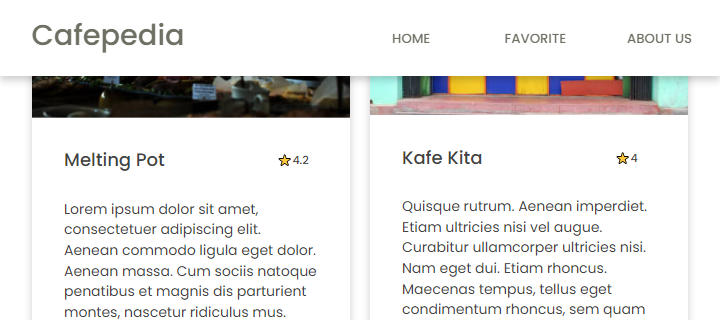 Cafepedia
HOME
FAVORITE
ABOUT US
Melting Pot
4.2
Lorem ipsum dolor sit amet,
consectetuer adipiscing elit.
Aenean commodo ligula eget dolor.
Aenean massa. Cum sociis natoque
penatibus et magnis dis parturient
montes, nascetur ridiculus mus.
Kafe Kita
4
Quisque rutrum. Aenean imperdiet.
Etiam ultricies nisi vel augue.
Curabitur ullamcorper ultricies nisi.
Nam eget dui. Etiam rhoncus.
Maecenas tempus, tellus eget
condimentum rhoncus, sem quam